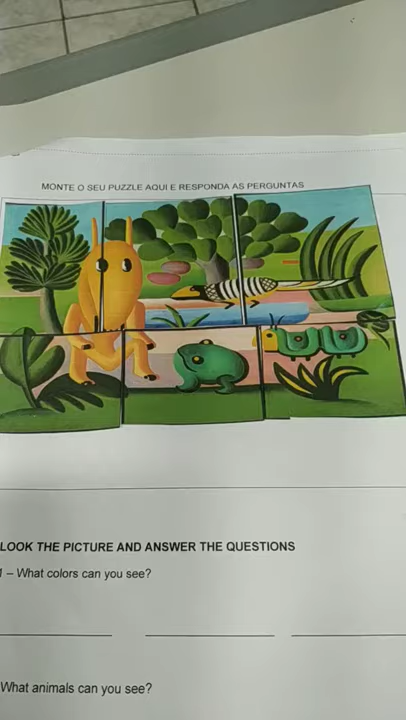 MONTE O SEU PUZZLE AQUI E RESPONDA AS PERGUNTAS
LOOK THE PICTURE AND ANSWER THE QUESTIONS
1 – What colors can you see?
What animals can you see?